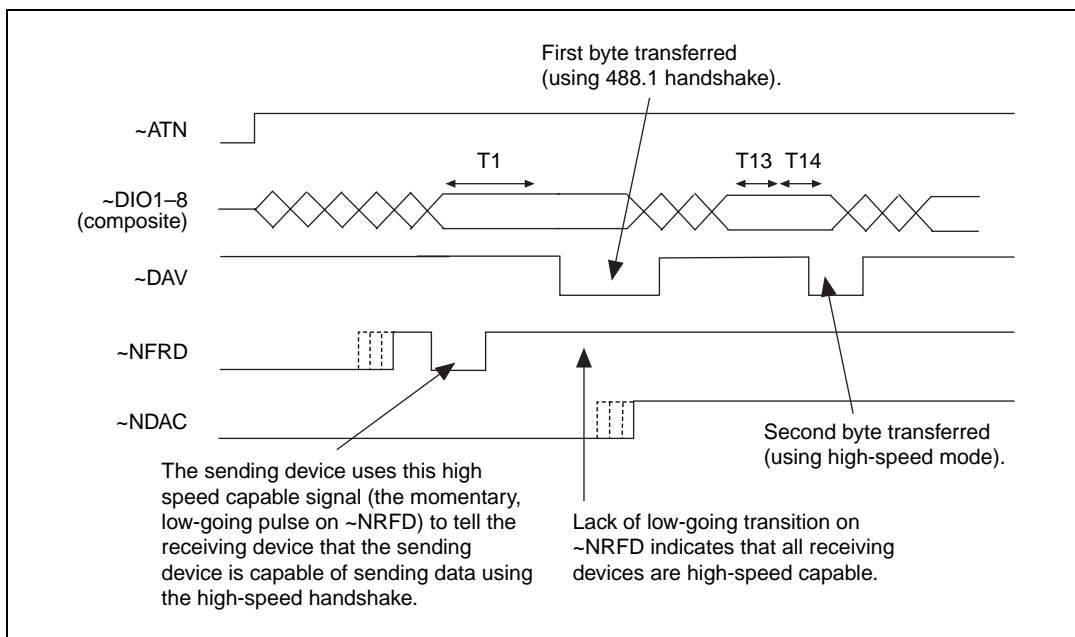 First byte transferred
(using 488.1 handshake).
~ATN
T1
T13
T14
~DIO1–8
(composite)
~DAV
~NFRD
~NDAC
Second byte transferred
(using high-speed mode).
The sending device uses this high
speed capable signal (the momentary,
low-going pulse on ~NRFD) to tell the
receiving device that the sending
device is capable of sending data using
the high-speed handshake.
Lack of low-going transition on
~NRFD indicates that all receiving
devices are high-speed capable.